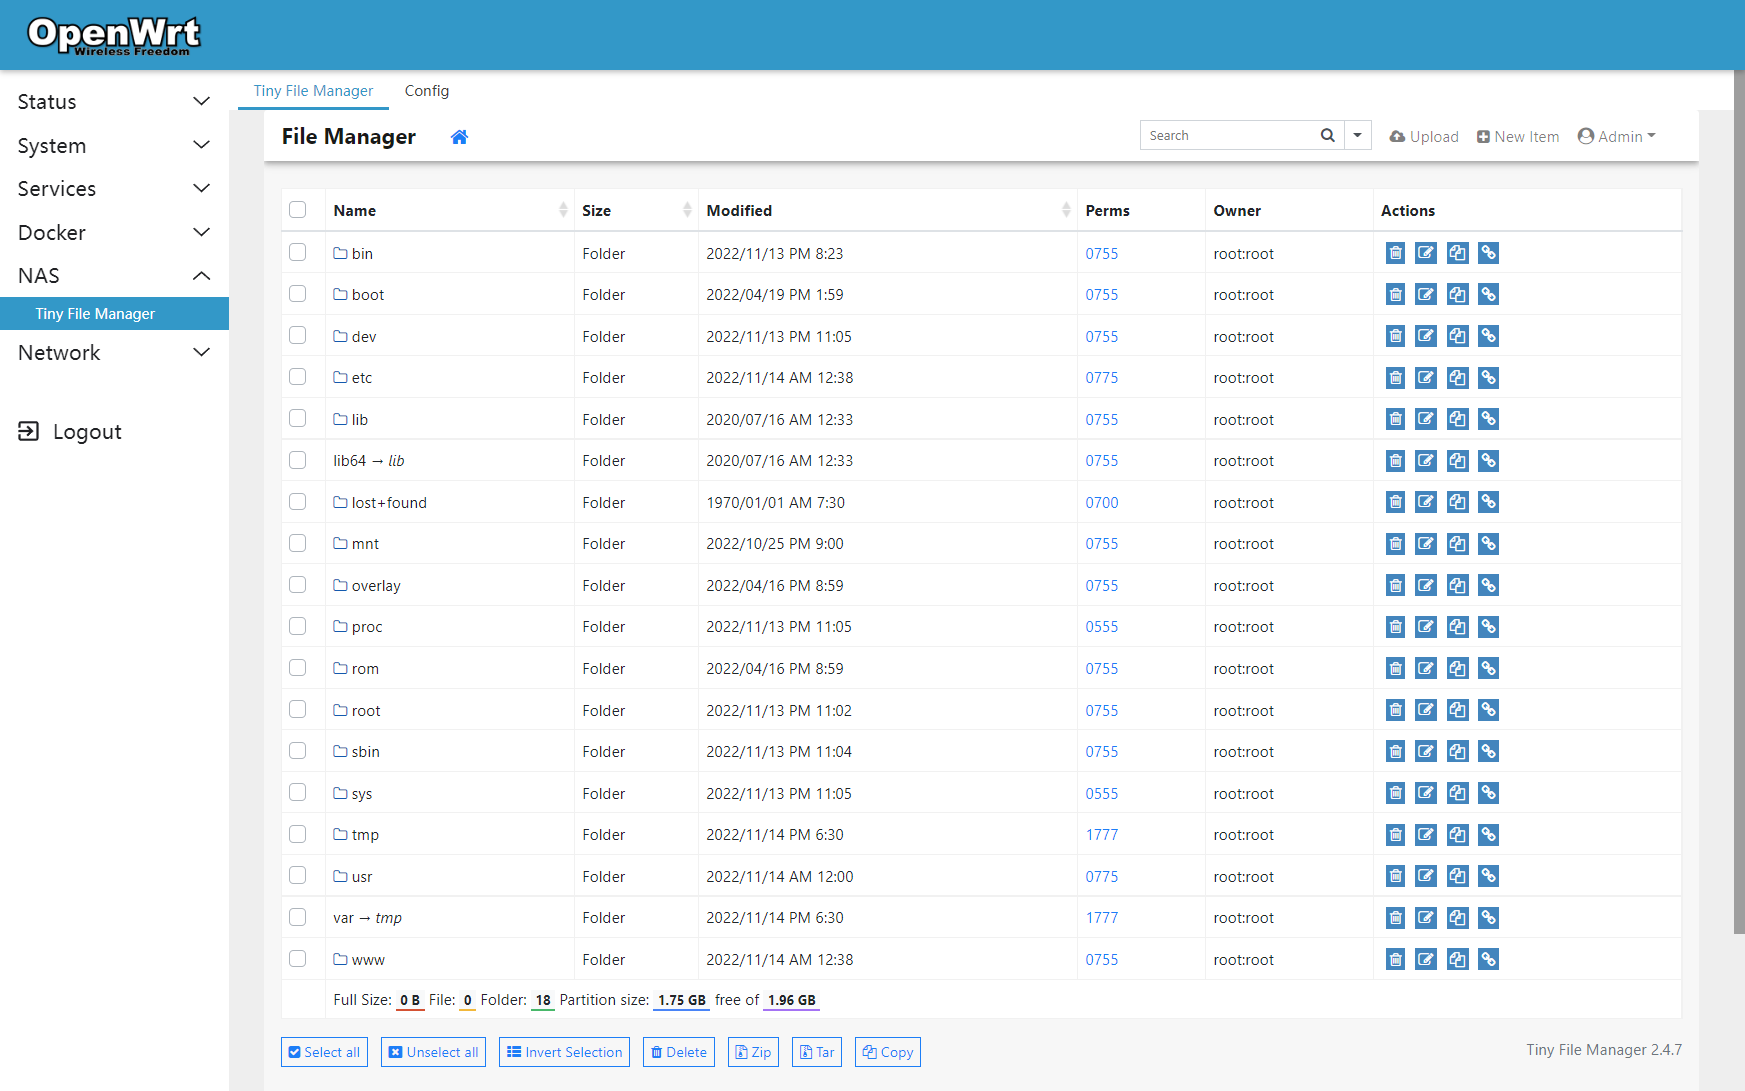 OpenWrt
Wireless Freedom
Status
System
Services
Docker
NAS
Tiny File Manager
Network
Logout
Tiny File Manager Config
File Manager Search Upload New Item Admin
Name Size Modified Perms Owner Actions
bin Folder 2022/11/13 PM 8:23 0755 root:root
boot Folder 2022/04/19 PM 1:59 0755 root:root
dev Folder 2022/11/13 PM 11:05 0755 root:root
etc Folder 2022/11/14 AM 12:38 0775 root:root
lib Folder 2020/07/16 AM 12:33 0755 root:root
lib64 → lib Folder 2020/07/16 AM 12:33 0755 root:root
lost+found Folder 1970/01/01 AM 7:30 0700 root:root
mnt Folder 2022/10/25 PM 9:00 0755 root:root
overlay Folder 2022/04/16 PM 8:59 0755 root:root
proc Folder 2022/11/13 PM 11:05 0555 root:root
rom Folder 2022/04/16 PM 8:59 0755 root:root
root Folder 2022/11/13 PM 11:02 0755 root:root
sbin Folder 2022/11/13 PM 11:04 0755 root:root
sys Folder 2022/11/13 PM 11:05 0555 root:root
tmp Folder 2022/11/14 PM 6:30 1777 root:root
usr Folder 2022/11/14 AM 12:00 0775 root:root
var → tmp Folder 2022/11/14 PM 6:30 1777 root:root
www Folder 2022/11/14 AM 12:38 0755 root:root
Full Size: 0 B File: 0 Folder: 18 Partition size: 1.75 GB free of 1.96 GB
Select all Unselect all Invert Selection Delete Zip Tar Copy Tiny File Manager 2.4.7